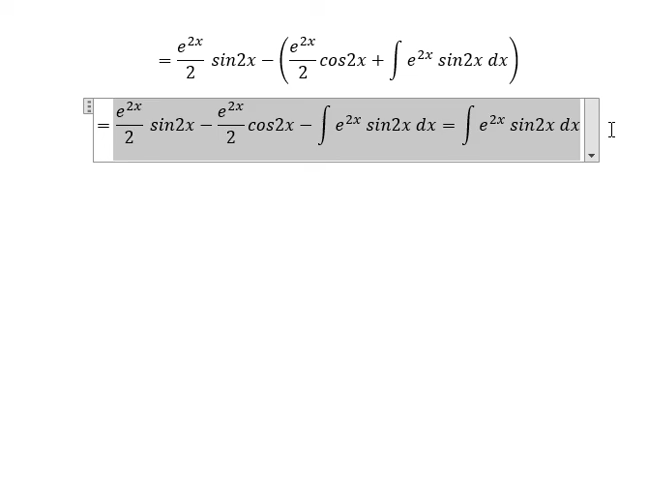 = e^{2x}/2 sin2x − (e^{2x}/2 cos2x + ∫ e^{2x} sin2x dx)
= e^{2x}/2 sin2x − e^{2x}/2 cos2x − ∫ e^{2x} sin2x dx = ∫ e^{2x} sin2x dx